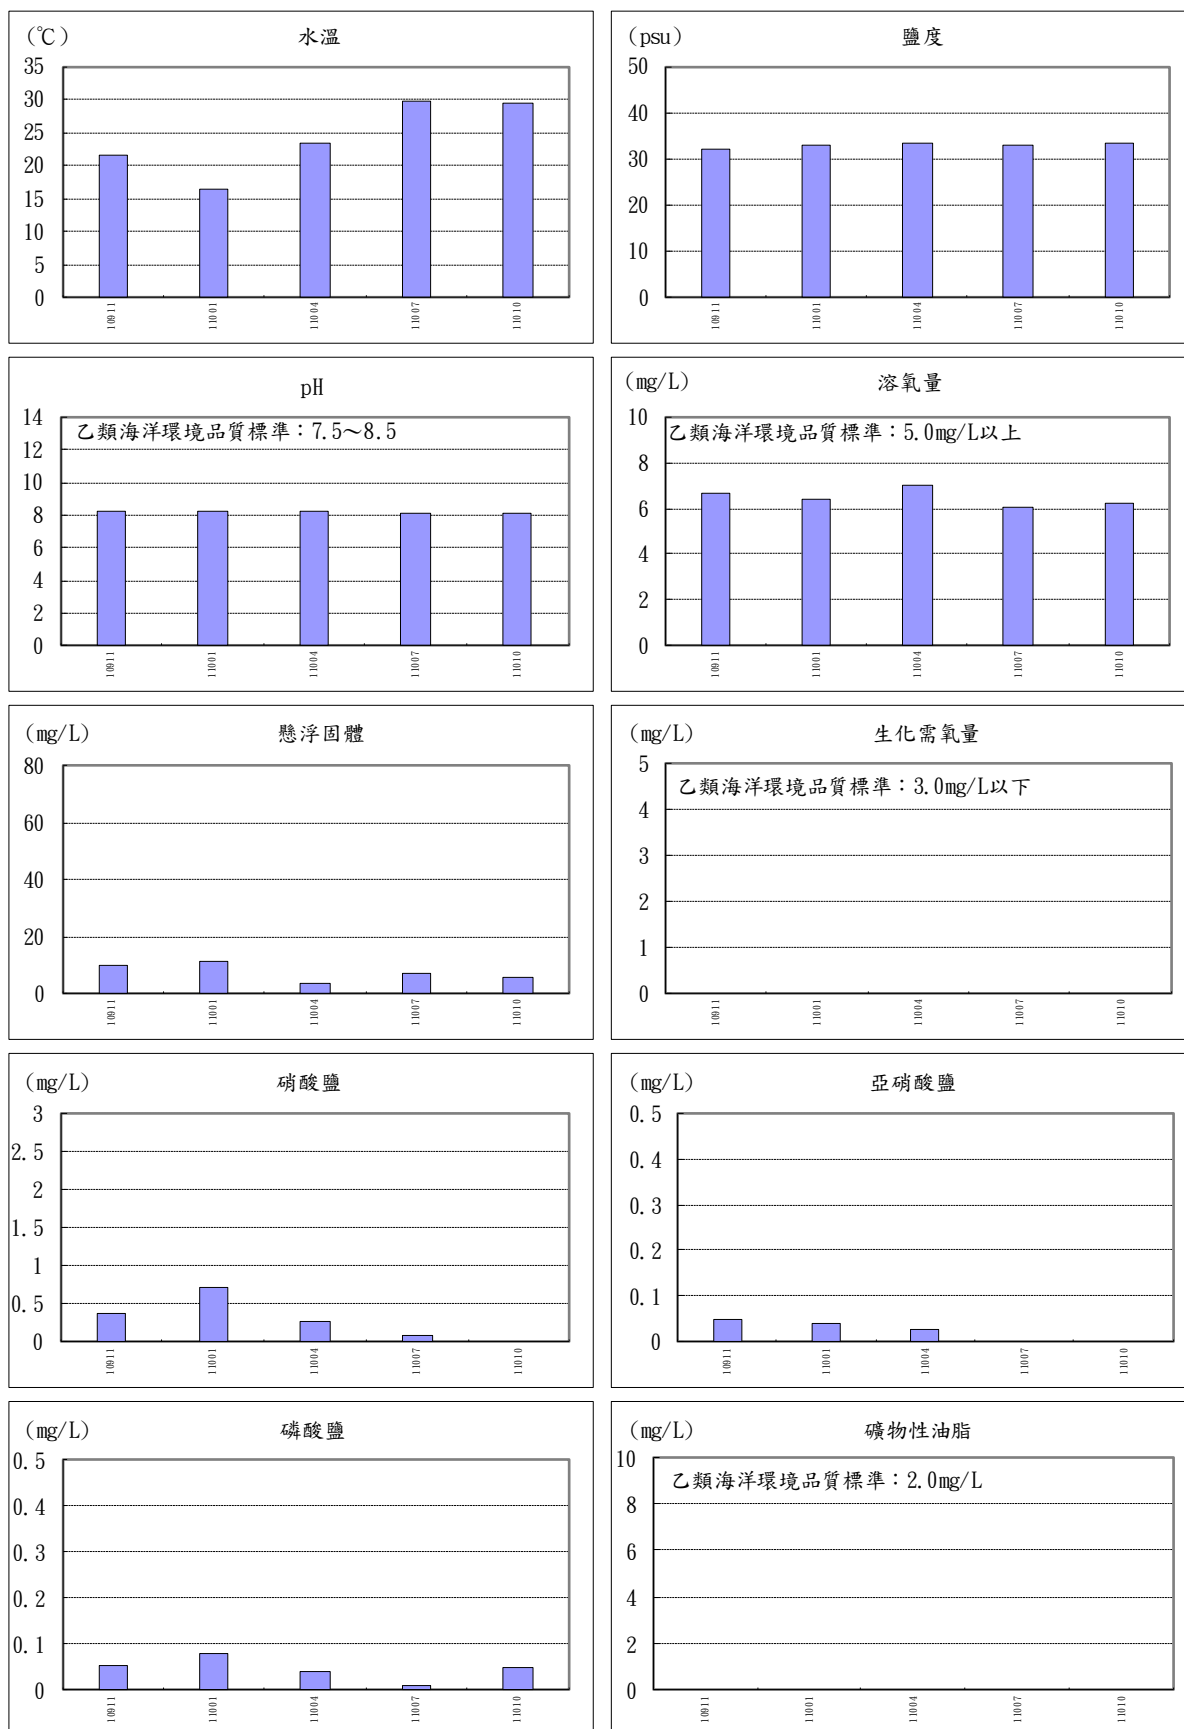 (℃) 水溫
35
30
25
20
15
10
5
0
10911 11001 11004 11007 11010
(psu) 鹽度
50
40
30
20
10
0
10911 11001 11004 11007 11010
pH
14
乙類海洋環境品質標準：7.5～8.5
12
10
8
6
4
2
0
10911 11001 11004 11007 11010
(mg/L) 溶氧量
10
乙類海洋環境品質標準：5.0mg/L以上
8
6
4
2
0
10911 11001 11004 11007 11010
(mg/L) 懸浮固體
80
60
40
20
0
10911 11001 11004 11007 11010
(mg/L) 生化需氧量
5
乙類海洋環境品質標準：3.0mg/L以下
4
3
2
1
0
10911 11001 11004 11007 11010
(mg/L) 硝酸鹽
3
2.5
2
1.5
1
0.5
0
10911 11001 11004 11007 11010
(mg/L) 亞硝酸鹽
0.5
0.4
0.3
0.2
0.1
0
10911 11001 11004 11007 11010
(mg/L) 磷酸鹽
0.5
0.4
0.3
0.2
0.1
0
10911 11001 11004 11007 11010
(mg/L) 礦物性油脂
10
乙類海洋環境品質標準：2.0mg/L
8
6
4
2
0
10911 11001 11004 11007 11010